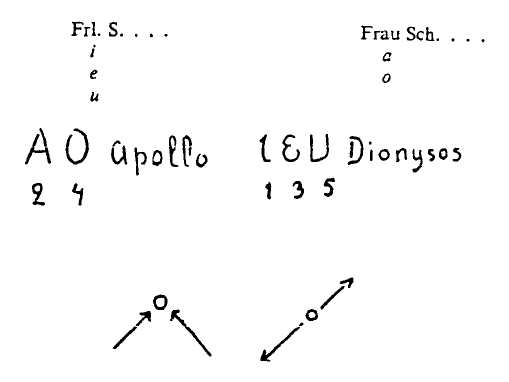 Frl. S. . . . Frau Sch. . . .
i a
e o
u
A O Apollo I E U Dionysos
2 4 1 3 5